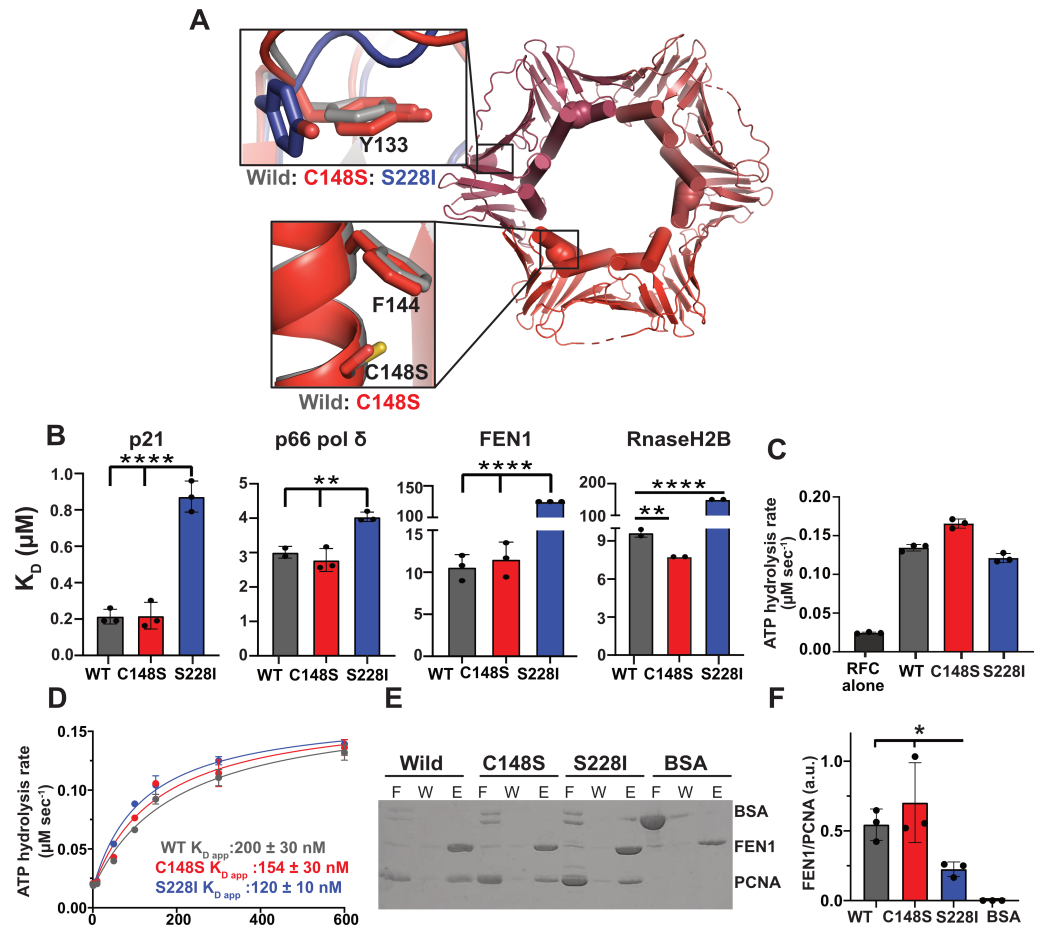 A
Y133
Wild: C148S: S228I
F144
C148S
Wild: C148S
B
p21
p66 pol δ
FEN1
RnaseH2B
C
K_D (µM)
1.0
0.8
0.6
0.4
0.2
0.0
****
WT C148S S228I
5
4
3
2
1
0
**
WT C148S S228I
150
100
15
10
5
0
****
WT C148S S228I
200
100
9
6
3
0
****
**
WT C148S S228I
ATP hydrolysis rate
(µM sec⁻¹)
0.20
0.15
0.10
0.05
0.00
RFC
alone
WT C148S S228I
D
ATP hydrolysis rate
(µM sec⁻¹)
0.15
0.10
0.05
0.00
0 200 400 600
WT K_D app :200 ± 30 nM
C148S K_D app :154 ± 30 nM
S228I K_D app :120 ± 10 nM
E
Wild C148S S228I BSA
F W E F W E F W E F W E
BSA
FEN1
PCNA
F
FEN1/PCNA (a.u.)
1.0
0.5
0.0
*
WT C148S S228I BSA